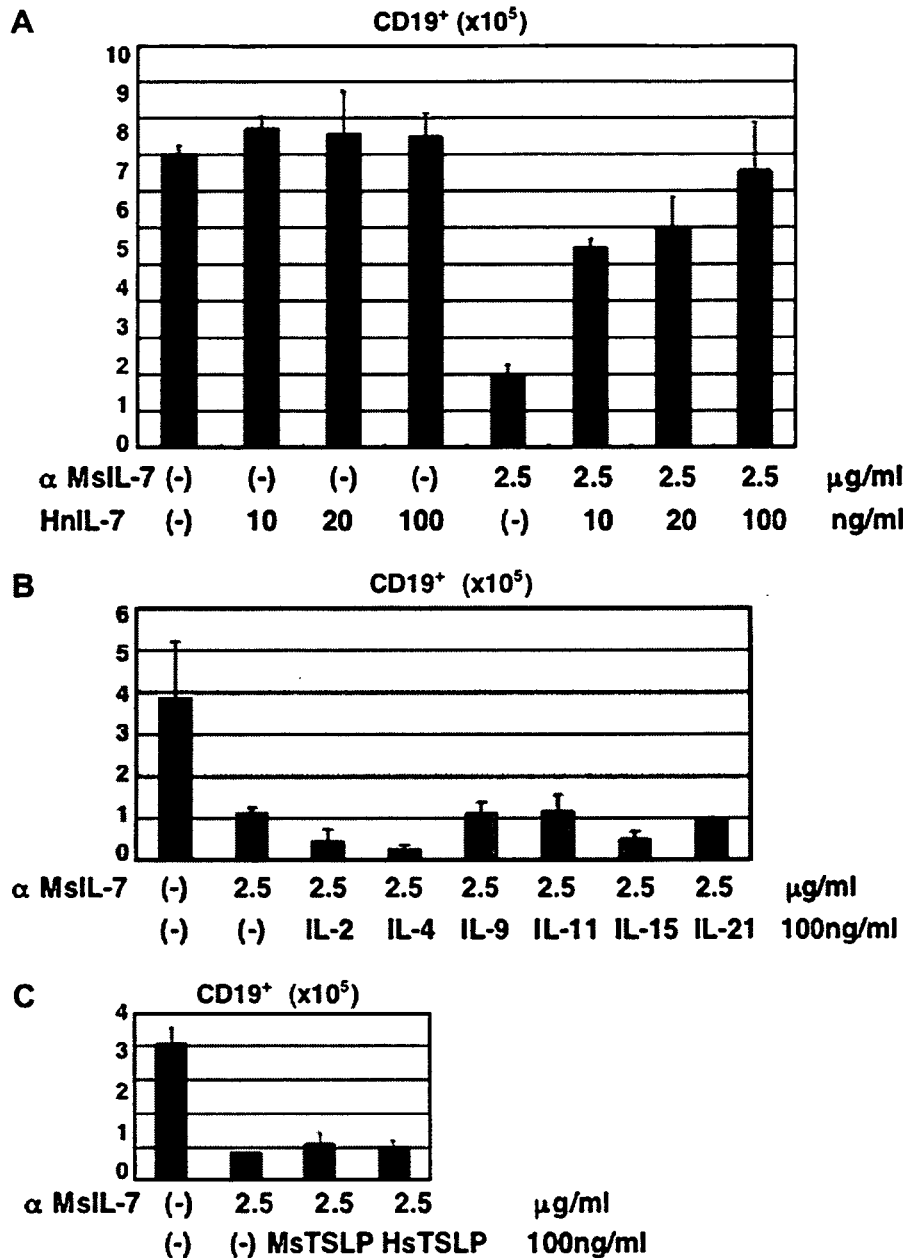 A
CD19⁺ (x10⁵)
10
9
8
7
6
5
4
3
2
1
0
α MsIL-7 (-) (-) (-) (-) 2.5 2.5 2.5 2.5 μg/ml
HnIL-7 (-) 10 20 100 (-) 10 20 100 ng/ml
B
CD19⁺ (x10⁵)
6
5
4
3
2
1
0
α MsIL-7 (-) 2.5 2.5 2.5 2.5 2.5 2.5 2.5 μg/ml
(-) (-) IL-2 IL-4 IL-9 IL-11 IL-15 IL-21 100ng/ml
C
CD19⁺ (x10⁵)
4
3
2
1
0
α MsIL-7 (-) 2.5 2.5 2.5 μg/ml
(-) (-) MsTSLP HsTSLP 100ng/ml